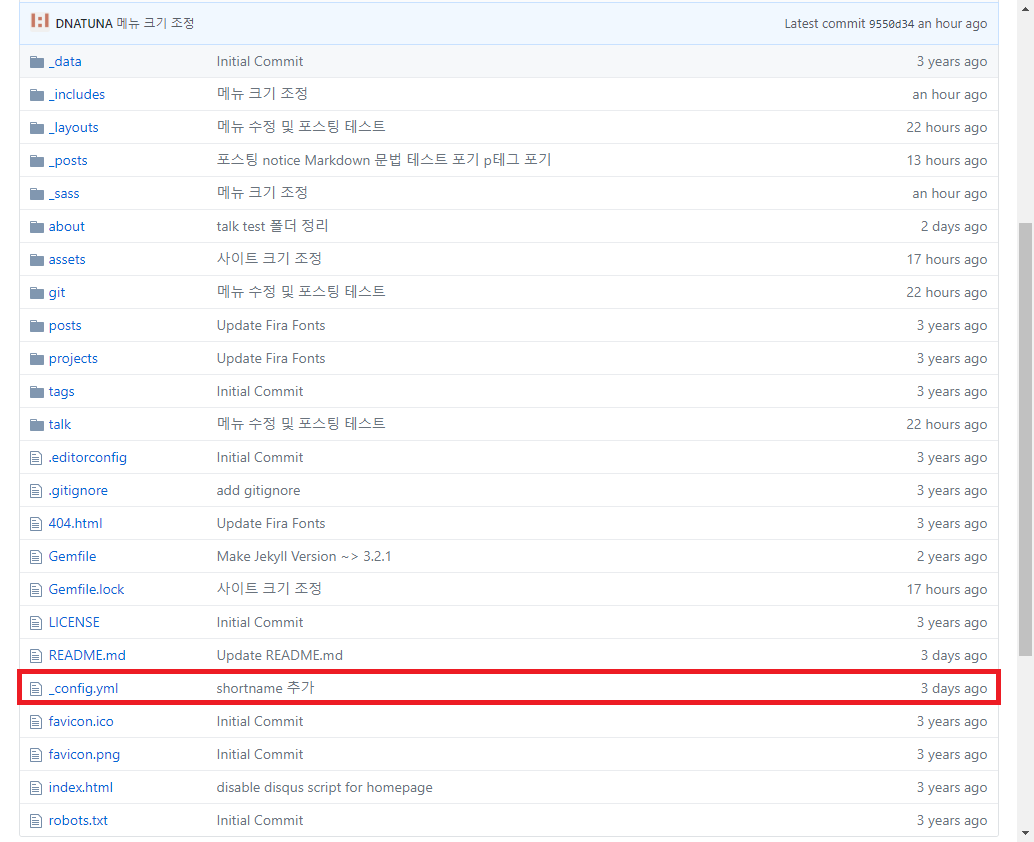 DNATUNA 메뉴 크기 조정 Latest commit 9550d34 an hour ago
_data Initial Commit 3 years ago
_includes 메뉴 크기 조정 an hour ago
_layouts 메뉴 수정 및 포스팅 테스트 22 hours ago
_posts 포스팅 notice Markdown 문법 테스트 포기 p테그 포기 13 hours ago
_sass 메뉴 크기 조정 an hour ago
about talk test 폴더 정리 2 days ago
assets 사이트 크기 조정 17 hours ago
git 메뉴 수정 및 포스팅 테스트 22 hours ago
posts Update Fira Fonts 3 years ago
projects Update Fira Fonts 3 years ago
tags Initial Commit 3 years ago
talk 메뉴 수정 및 포스팅 테스트 22 hours ago
.editorconfig Initial Commit 3 years ago
.gitignore add gitignore 3 years ago
404.html Update Fira Fonts 3 years ago
Gemfile Make Jekyll Version ~> 3.2.1 2 years ago
Gemfile.lock 사이트 크기 조정 17 hours ago
LICENSE Initial Commit 3 years ago
README.md Update README.md 3 days ago
_config.yml shortname 추가 3 days ago
favicon.ico Initial Commit 3 years ago
favicon.png Initial Commit 3 years ago
index.html disable disqus script for homepage 3 years ago
robots.txt Initial Commit 3 years ago